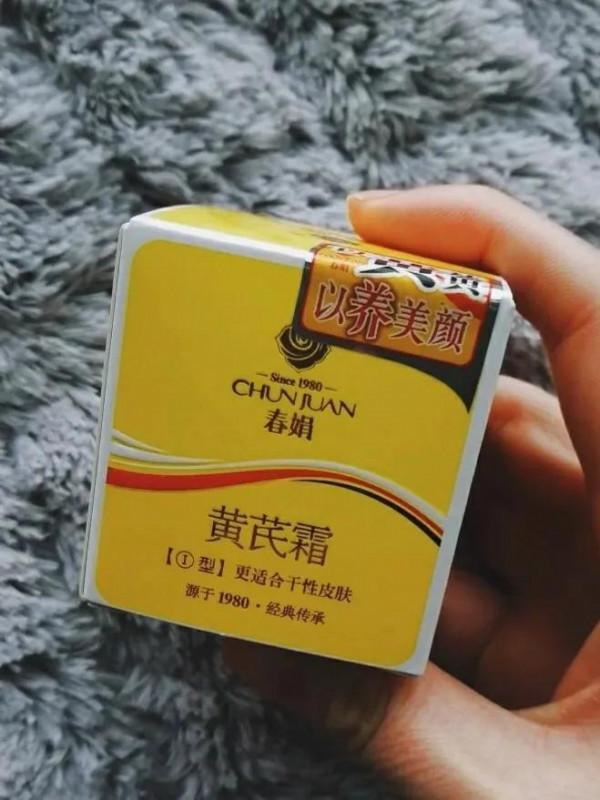 以养美颜
Since 1980
CHUN JUAN
春娟
黄芪霜
【Ⅰ型】更适合干性皮肤
源于1980·经典传承